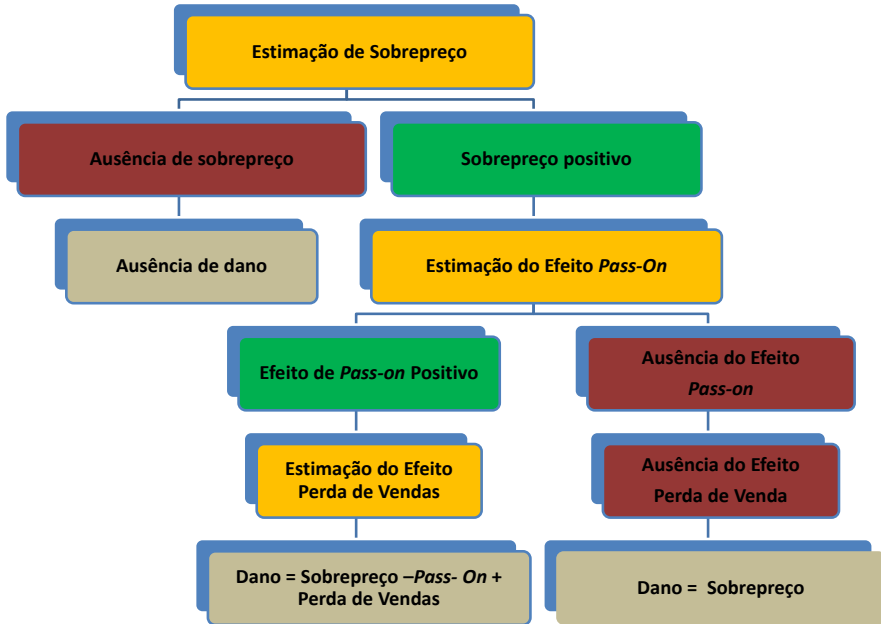 Estimação de Sobrepreço
Ausência de sobrepreço
Sobrepreço positivo
Ausência de dano
Estimação do Efeito Pass-On
Efeito de Pass-on Positivo
Ausência do Efeito
Pass-on
Estimação do Efeito
Perda de Vendas
Ausência do Efeito
Perda de Venda
Dano = Sobrepreço –Pass- On +
Perda de Vendas
Dano = Sobrepreço